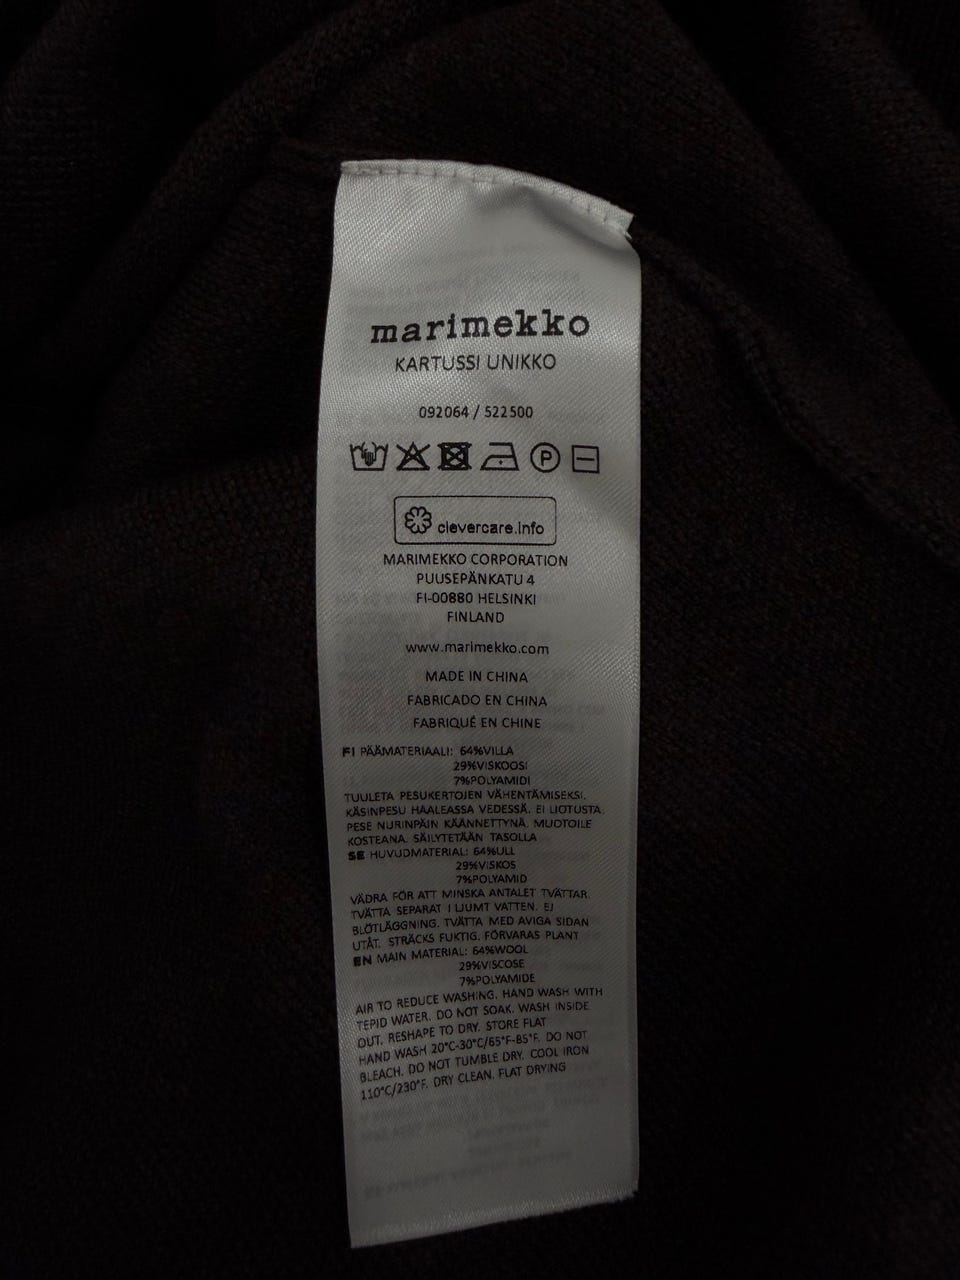 marimekko
KARTUSSI UNIKKO
092064 / 522500
P
clevercare.info
MARIMEKKO CORPORATION
PUUSEPÄNKATU 4
FI-00880 HELSINKI
FINLAND
www.marimekko.com
MADE IN CHINA
FABRICADO EN CHINA
FABRIQUÉ EN CHINE
FI PÄÄMATERIAALI: 64%VILLA
29%VISKOOSI
7%POLYAMIDI
TUULETA PESUKERTOJEN VÄHENTÄMISEKSI.
KÄSINPESU HAALEASSA VEDESSÄ. EI LIOTUSTA.
PESE NURINPÄIN KÄÄNNETTYNÄ. MUOTOILE
KOSTEANA. SÄILYTETÄÄN TASOLLA
SE HUVUDMATERIAL: 64%ULL
29%VISKOS
7%POLYAMID
VÄDRA FÖR ATT MINSKA ANTALET TVÄTTAR.
TVÄTTA SEPARAT I LJUMT VATTEN. EJ
BLÖTLÄGGNING. TVÄTTA MED AVIGA SIDAN
UTÅT. STRÄCKS FUKTIG. FÖRVARAS PLANT
EN MAIN MATERIAL: 64%WOOL
29%VISCOSE
7%POLYAMIDE
AIR TO REDUCE WASHING. HAND WASH WITH
TEPID WATER. DO NOT SOAK. WASH INSIDE
OUT. RESHAPE TO DRY. STORE FLAT
HAND WASH 20°C-30°C/65°F-85°F. DO NOT
BLEACH. DO NOT TUMBLE DRY. COOL IRON
110°C/230°F. DRY CLEAN. FLAT DRYING